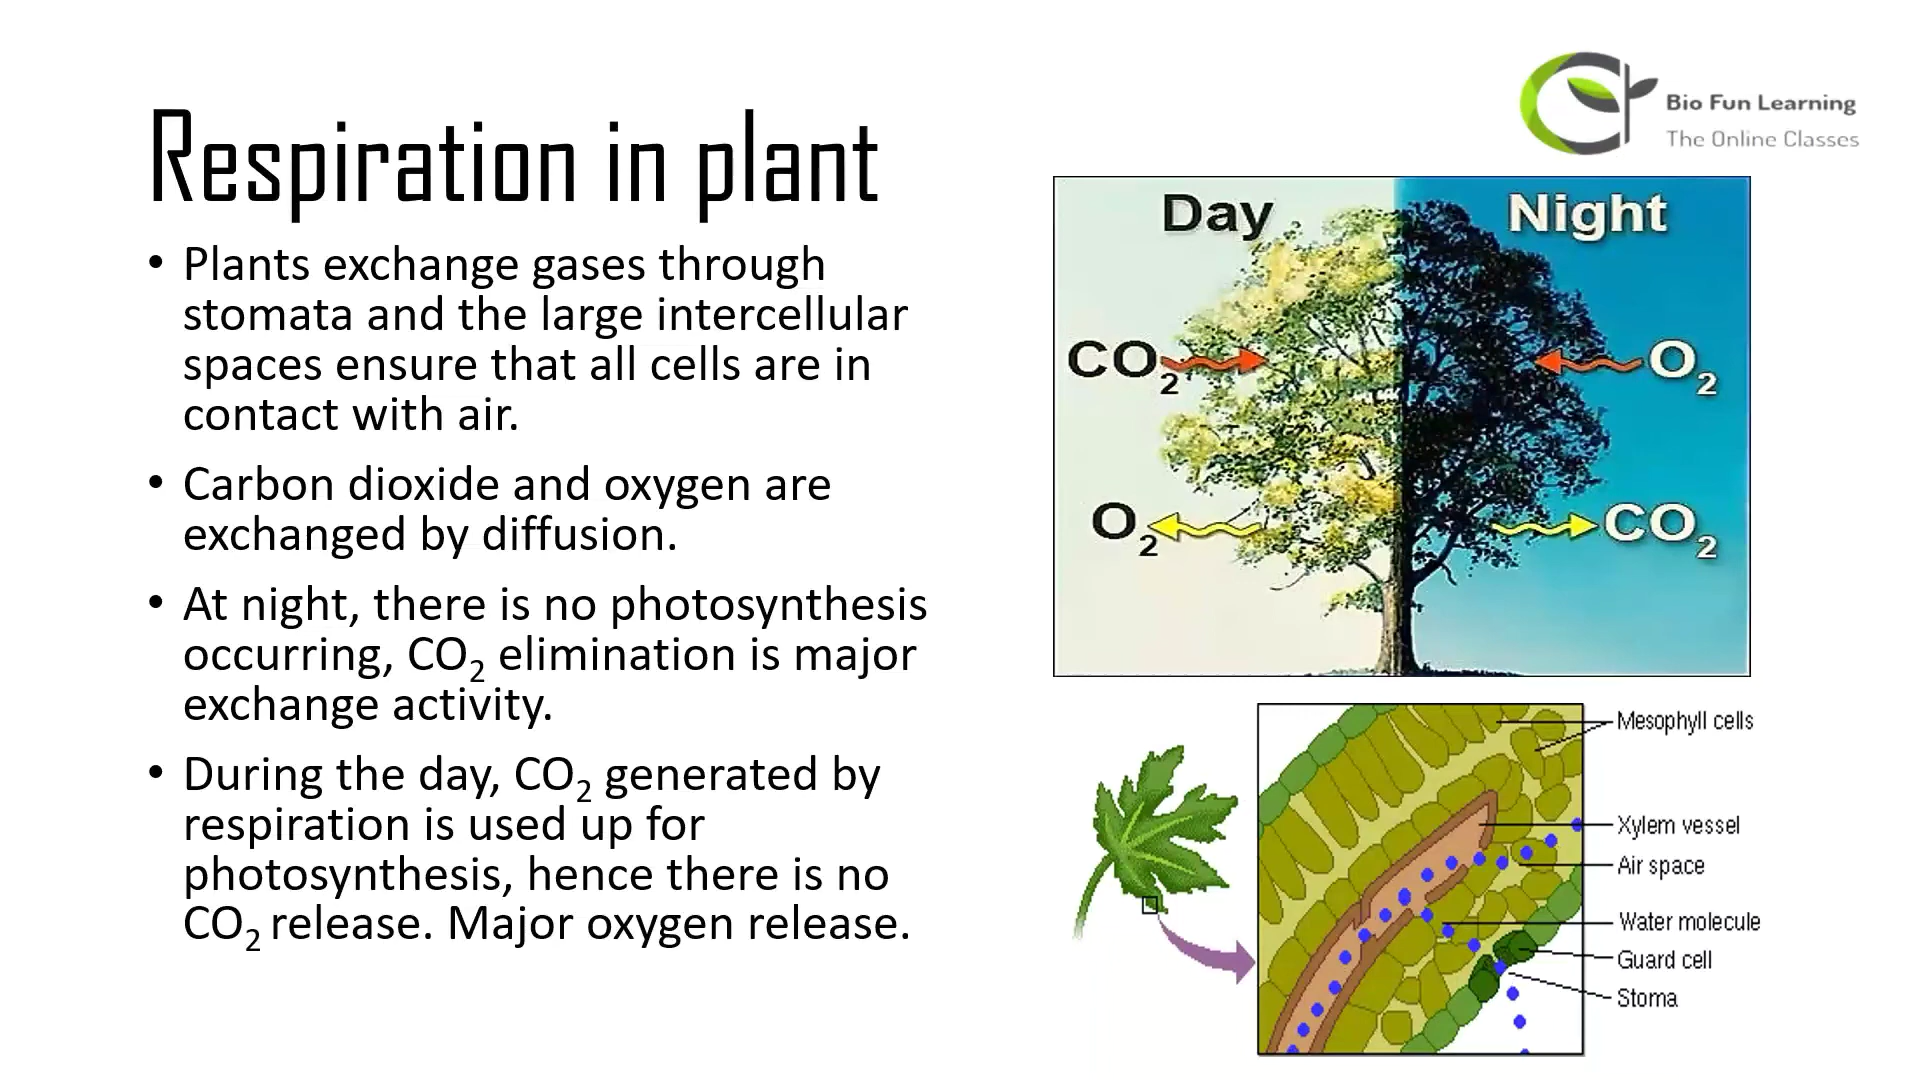 Bio Fun Learning
The Online Classes
Respiration in plant
• Plants exchange gases through
stomata and the large intercellular
spaces ensure that all cells are in
contact with air.
• Carbon dioxide and oxygen are
exchanged by diffusion.
• At night, there is no photosynthesis
occurring, CO₂ elimination is major
exchange activity.
• During the day, CO₂ generated by
respiration is used up for
photosynthesis, hence there is no
CO₂ release. Major oxygen release.
Day
Night
CO₂
O₂
O₂
CO₂
Mesophyll cells
Xylem vessel
Air space
Water molecule
Guard cell
Stoma